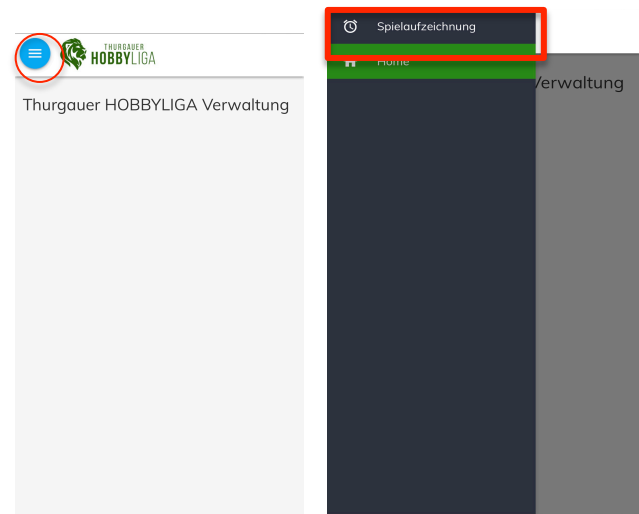 THURGAUER
HOBBYLIGA
Thurgauer HOBBYLIGA Verwaltung
Spielaufzeichnung
Home
Verwaltung